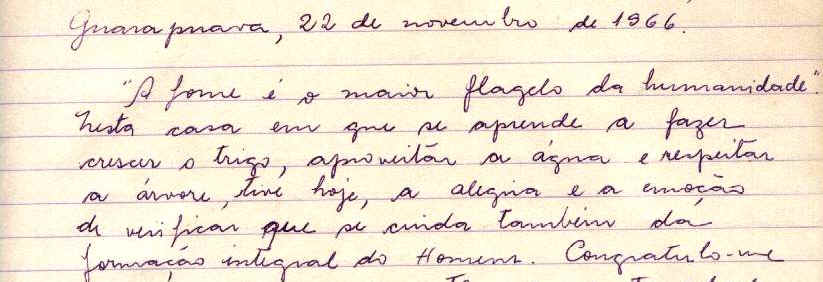 Guarapuava, 22 de novembro de 1966.
"A fome é o maior flagelo da humanidade".
Nesta casa em que se aprende a fazer
crescer o trigo, aproveitar a água e respeitar
a árvore, tive hoje, a alegria e a emoção
de verificar que se cuida também da
formação integral do Homem. Congratulo-me